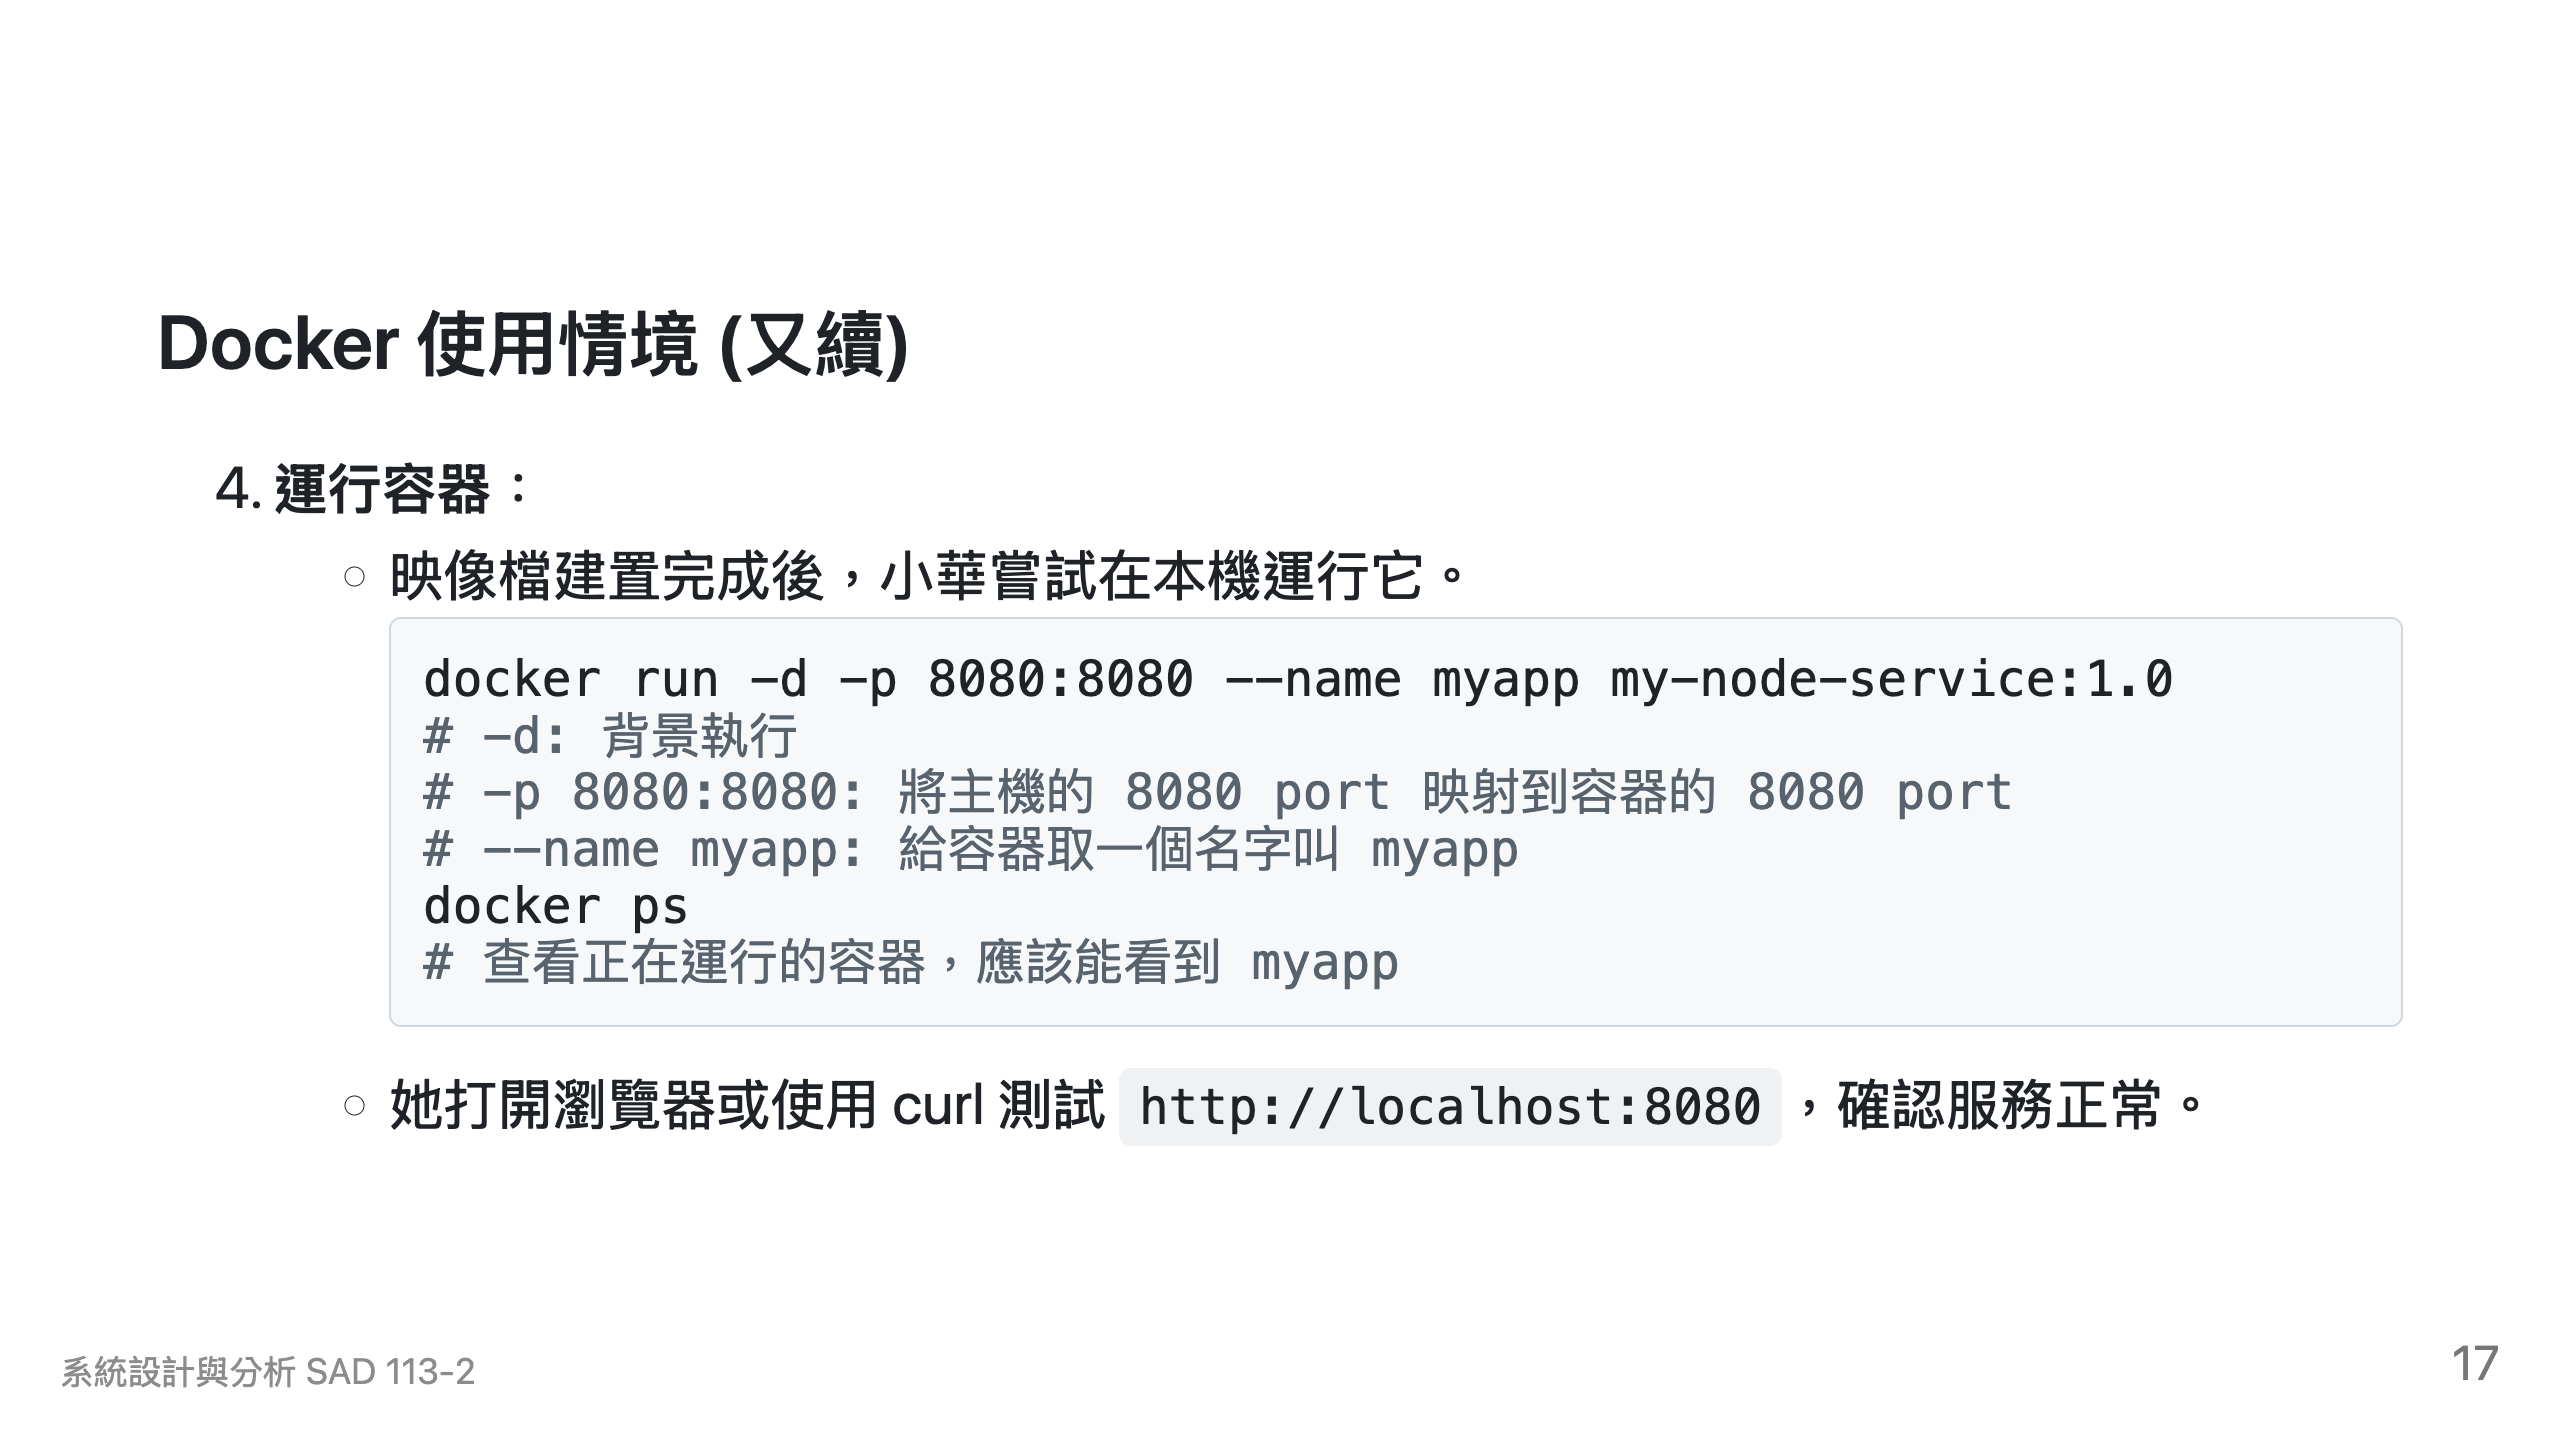 Docker 使用情境 (又續)
4. 運行容器：
○ 映像檔建置完成後，小華嘗試在本機運行它。
docker run -d -p 8080:8080 --name myapp my-node-service:1.0
# -d: 背景執行
# -p 8080:8080: 將主機的 8080 port 映射到容器的 8080 port
# --name myapp: 給容器取一個名字叫 myapp
docker ps
# 查看正在運行的容器，應該能看到 myapp
○ 她打開瀏覽器或使用 curl 測試 http://localhost:8080 ，確認服務正常。
系統設計與分析 SAD 113-2
17